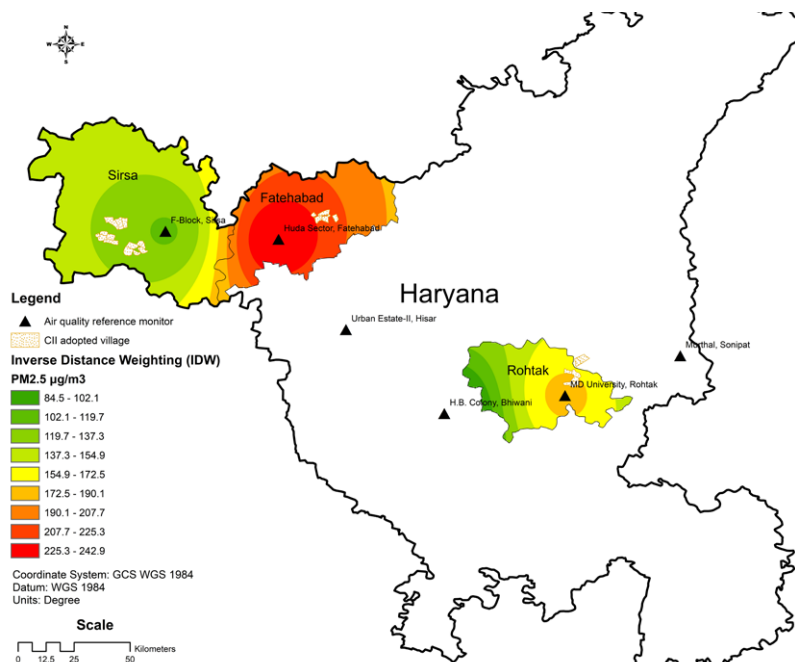 N
W E
S
Sirsa
F-Block, Sirsa
Fatehabad
Huda Sector, Fatehabad
Haryana
Urban Estate-II, Hisar
Murthal, Sonipat
Rohtak
MD University, Rohtak
H.B. Colony, Bhiwani
Legend
Air quality reference monitor
CII adopted village
Inverse Distance Weighting (IDW)
PM2.5 µg/m3
84.5 - 102.1
102.1 - 119.7
119.7 - 137.3
137.3 - 154.9
154.9 - 172.5
172.5 - 190.1
190.1 - 207.7
207.7 - 225.3
225.3 - 242.9
Coordinate System: GCS WGS 1984
Datum: WGS 1984
Units: Degree
Scale
Kilometers
0 12.5 25 50